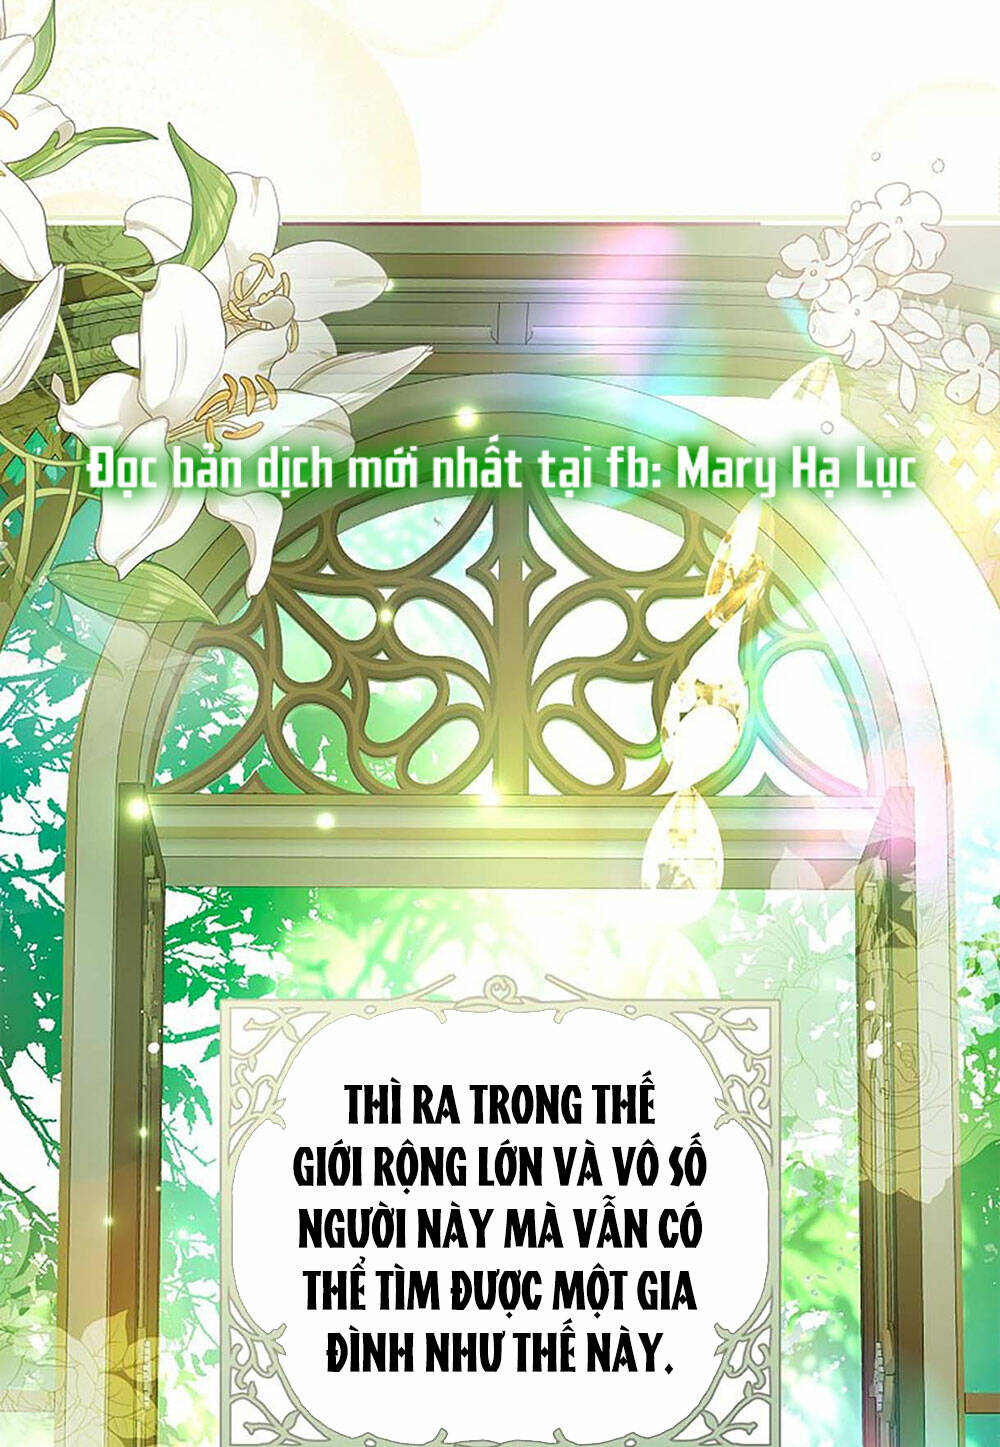 Đọc bản dịch mới nhất tại fb: Mary Hạ Lục
THÌ RA TRONG THẾ
GIỚI RỘNG LỚN VÀ VÔ SỐ
NGƯỜI NÀY MÀ VẪN CÓ
THỂ TÌM ĐƯỢC MỘT GIA
ĐÌNH NHƯ THẾ NÀY.